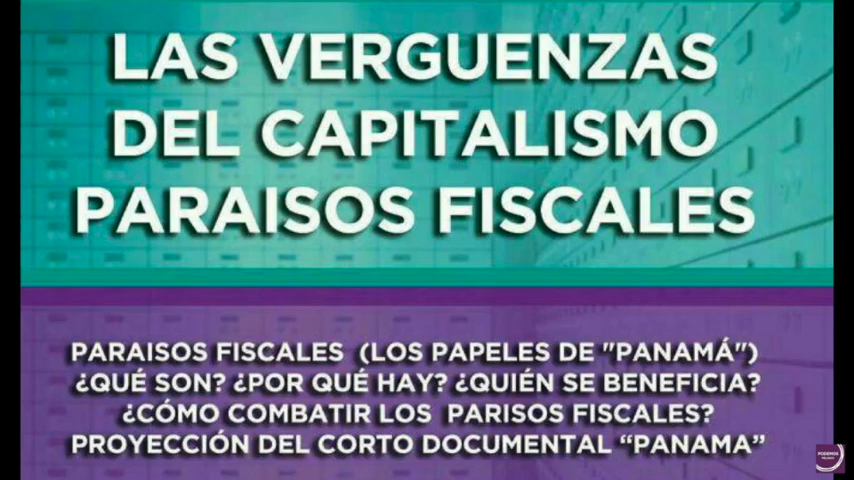 LAS VERGUENZAS
DEL CAPITALISMO
PARAISOS FISCALES
PARAISOS FISCALES (LOS PAPELES DE "PANAMÁ")
¿QUÉ SON? ¿POR QUÉ HAY? ¿QUIÉN SE BENEFICIA?
¿CÓMO COMBATIR LOS PARISOS FISCALES?
PROYECCIÓN DEL CORTO DOCUMENTAL “PANAMA”
PODEMOS